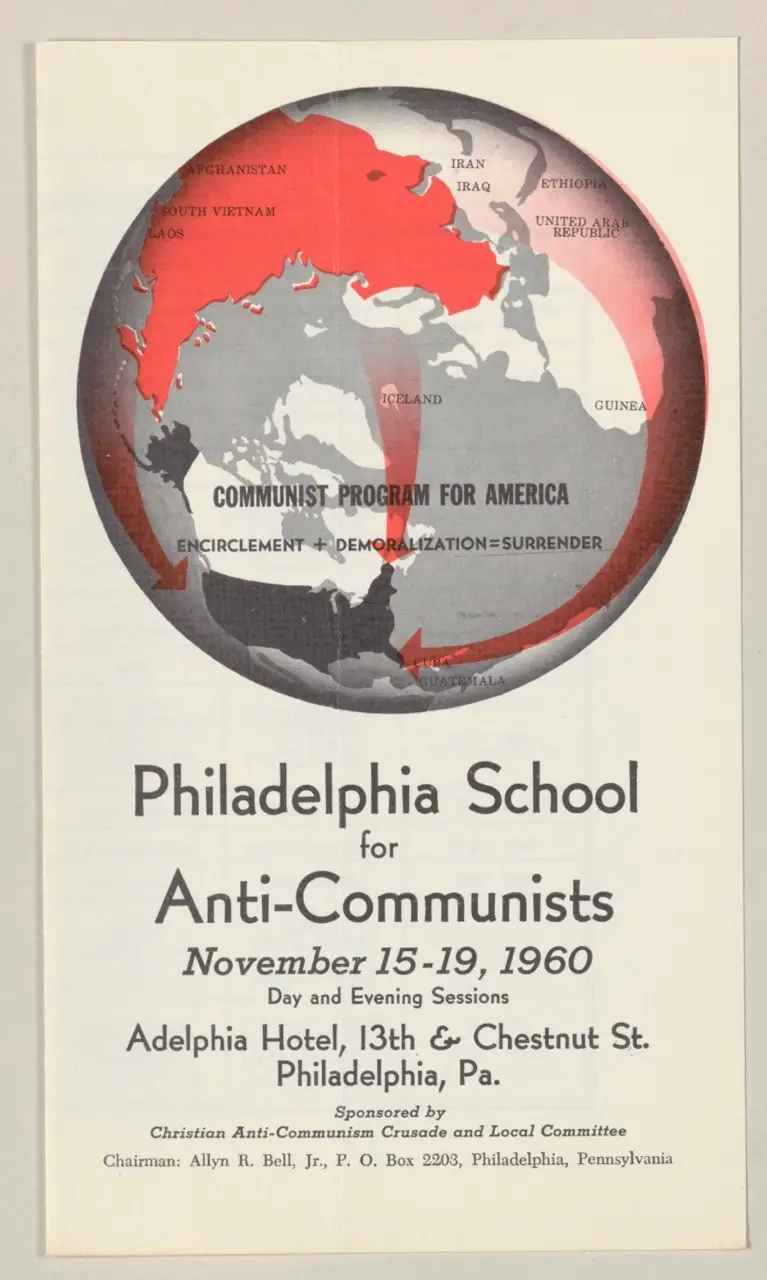 AFGHANISTAN
SOUTH VIETNAM
LAOS
IRAN
IRAQ
ETHIOPIA
UNITED ARAB
REPUBLIC
ICELAND
GUINEA
COMMUNIST PROGRAM FOR AMERICA
ENCIRCLEMENT + DEMORALIZATION=SURRENDER
CUBA
GUATEMALA
Philadelphia School
for
Anti-Communists
November 15-19, 1960
Day and Evening Sessions
Adelphia Hotel, 13th & Chestnut St.
Philadelphia, Pa.
Sponsored by
Christian Anti-Communism Crusade and Local Committee
Chairman: Allyn R. Bell, Jr., P. O. Box 2203, Philadelphia, Pennsylvania